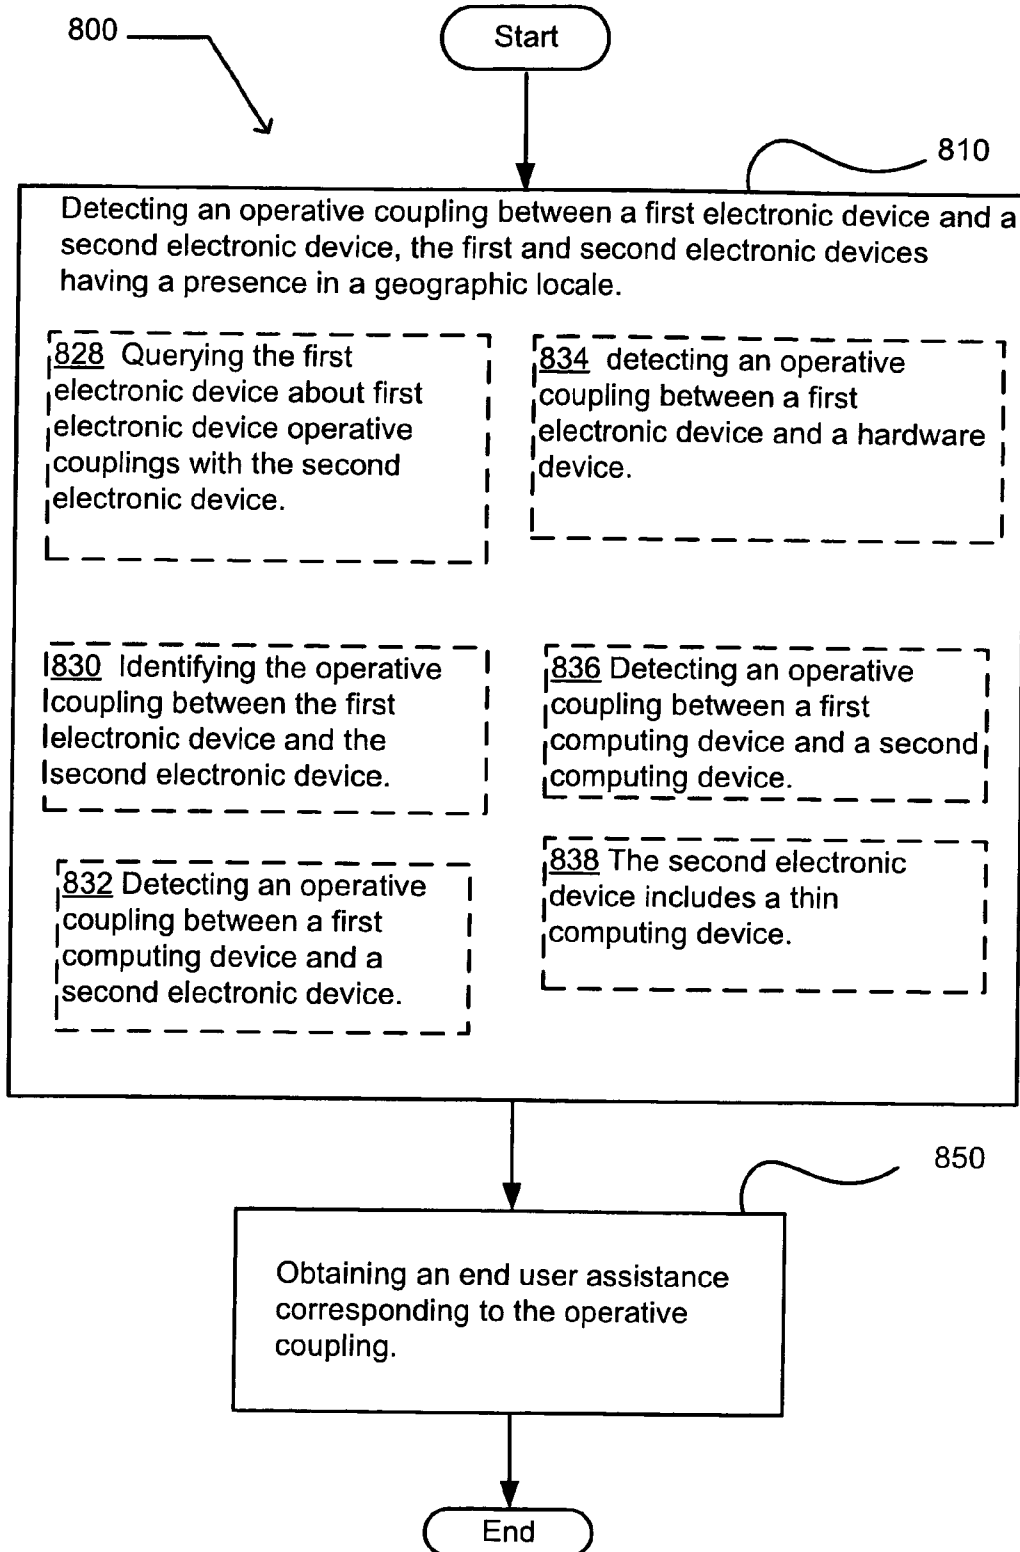 800
Start
810
Detecting an operative coupling between a first electronic device and a
second electronic device, the first and second electronic devices
having a presence in a geographic locale.
828 Querying the first
electronic device about first
electronic device operative
couplings with the second
electronic device.
834 detecting an operative
coupling between a first
electronic device and a hardware
device.
830 Identifying the operative
coupling between the first
electronic device and the
second electronic device.
836 Detecting an operative
coupling between a first
computing device and a second
computing device.
832 Detecting an operative
coupling between a first
computing device and a
second electronic device.
838 The second electronic
device includes a thin
computing device.
850
Obtaining an end user assistance
corresponding to the operative
coupling.
End